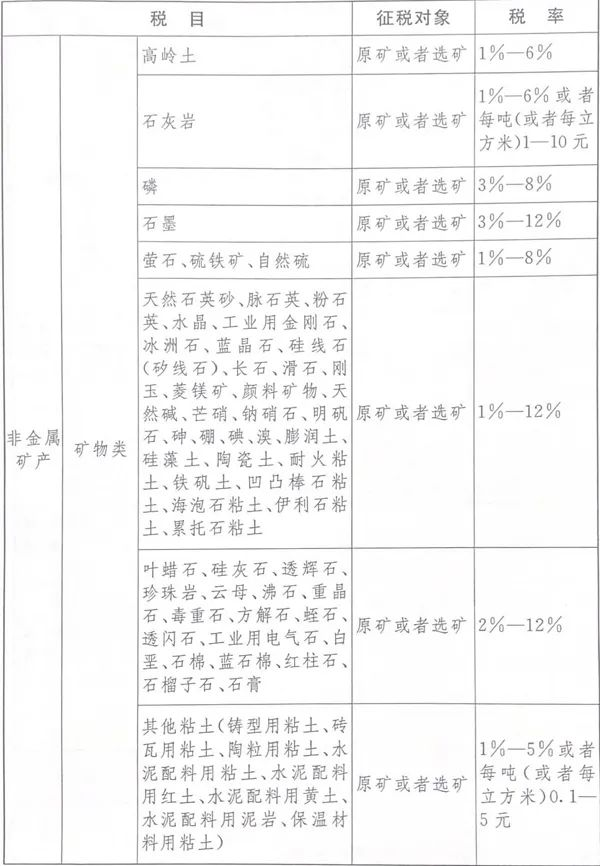 税 目
征税对象
税 率
非金属
矿产
矿物类
高岭土
原矿或者选矿
1%—6%
石灰岩
原矿或者选矿
1%—6%或者
每吨(或者每立
方米)1—10元
磷
原矿或者选矿
3%—8%
石墨
原矿或者选矿
3%—12%
萤石、硫铁矿、自然硫
原矿或者选矿
1%—8%
天然石英砂、脉石英、粉石
英、水晶、工业用金刚石、
冰洲石、蓝晶石、硅线石
(矽线石)、长石、滑石、刚
玉、菱镁矿、颜料矿物、天
然碱、芒硝、钠硝石、明矾
石、砷、硼、碘、溴、膨润土、
硅藻土、陶瓷土、耐火粘
土、铁矾土、凹凸棒石粘
土、海泡石粘土、伊利石粘
土、累托石粘土
原矿或者选矿
1%—12%
叶蜡石、硅灰石、透辉石、
珍珠岩、云母、沸石、重晶
石、毒重石、方解石、蛭石、
透闪石、工业用电气石、白
垩、石棉、蓝石棉、红柱石、
石榴子石、石膏
原矿或者选矿
2%—12%
其他粘土(铸型用粘土、砖
瓦用粘土、陶粒用粘土、水
泥配料用粘土、水泥配料
用红土、水泥配料用黄土、
水泥配料用泥岩、保温材
料用粘土)
原矿或者选矿
1%—5%或者
每吨(或者每
立方米)0.1—
5元